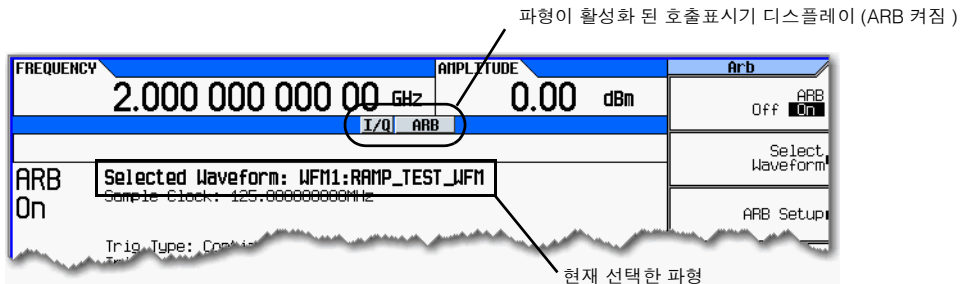 파형이 활성화 된 호출표시기 디스플레이 (ARB 켜짐 )
FREQUENCY AMPLITUDE Arb
2.000 000 000 00 GHz 0.00 dBm
ARB
Off On
I/Q ARB
Select
Waveform
ARB
On
Selected Waveform: WFM1:RAMP_TEST_WFM
Sample Clock: 125.000000000MHz
ARB Setup
Trig Type:
현재 선택한 파형